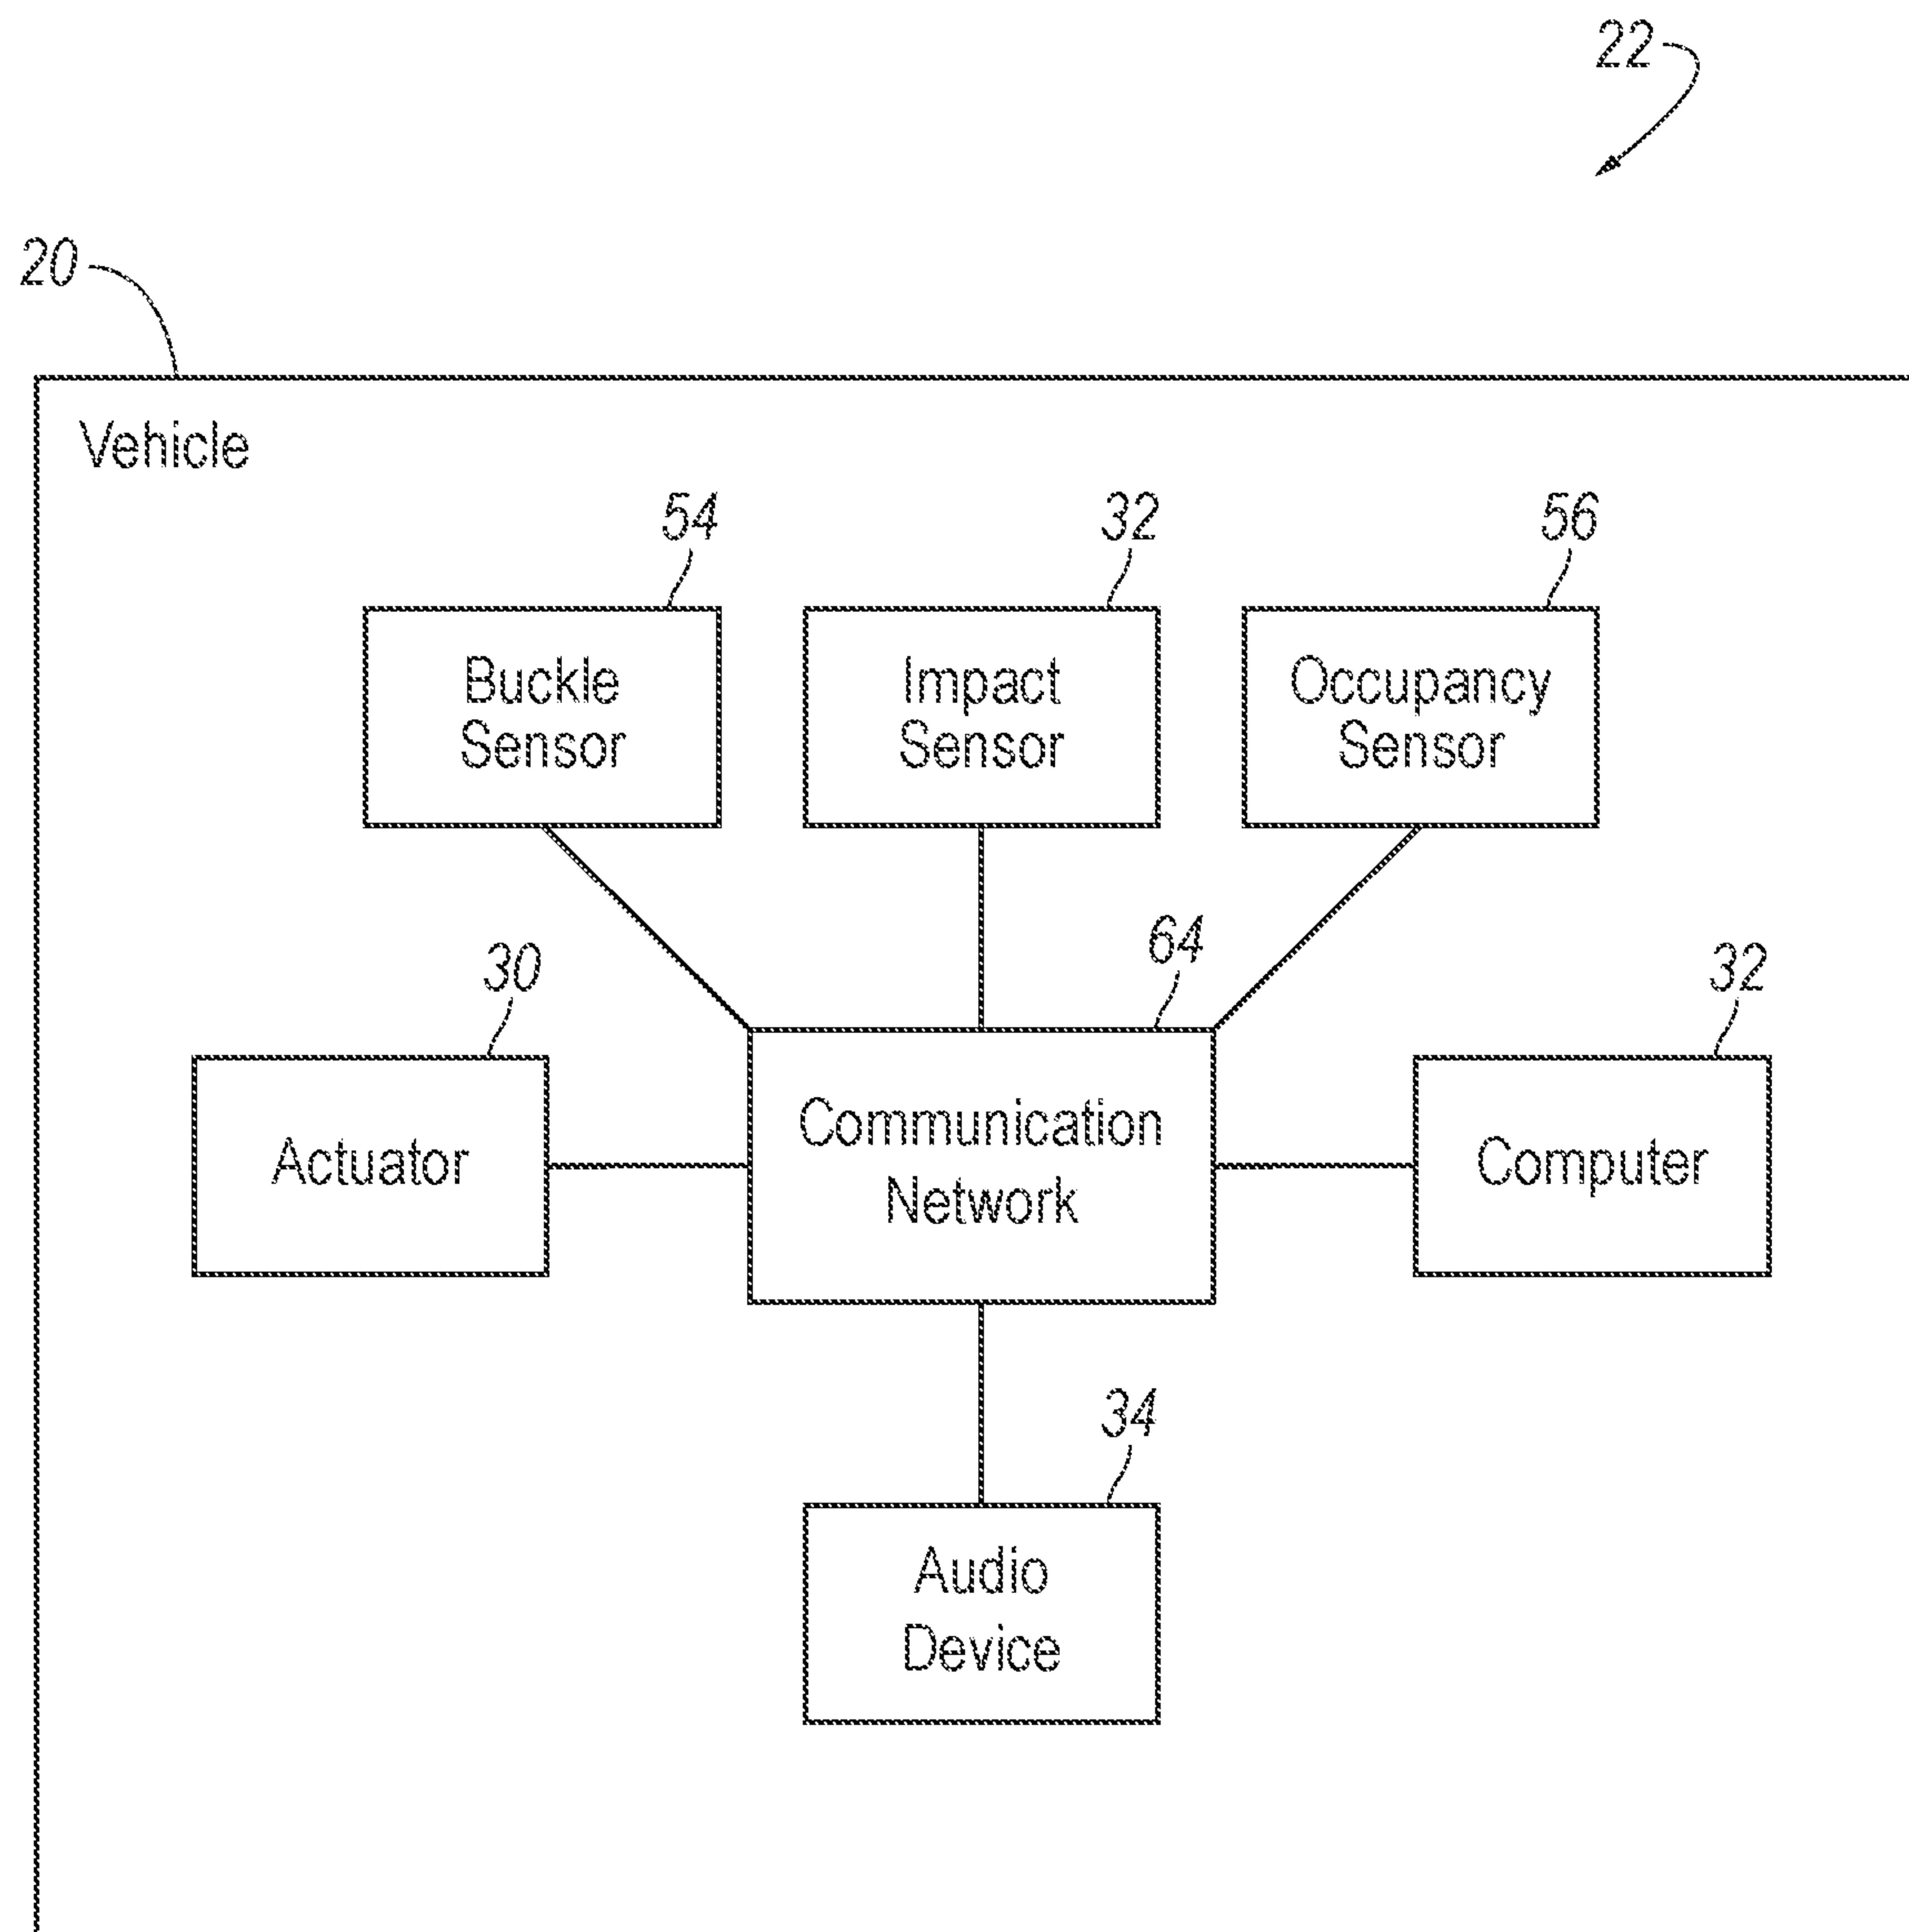 22
20
Vehicle
54
32
56
Buckle
Sensor
Impact
Sensor
Occupancy
Sensor
30
64
32
Actuator
Communication
Network
Computer
34
Audio
Device